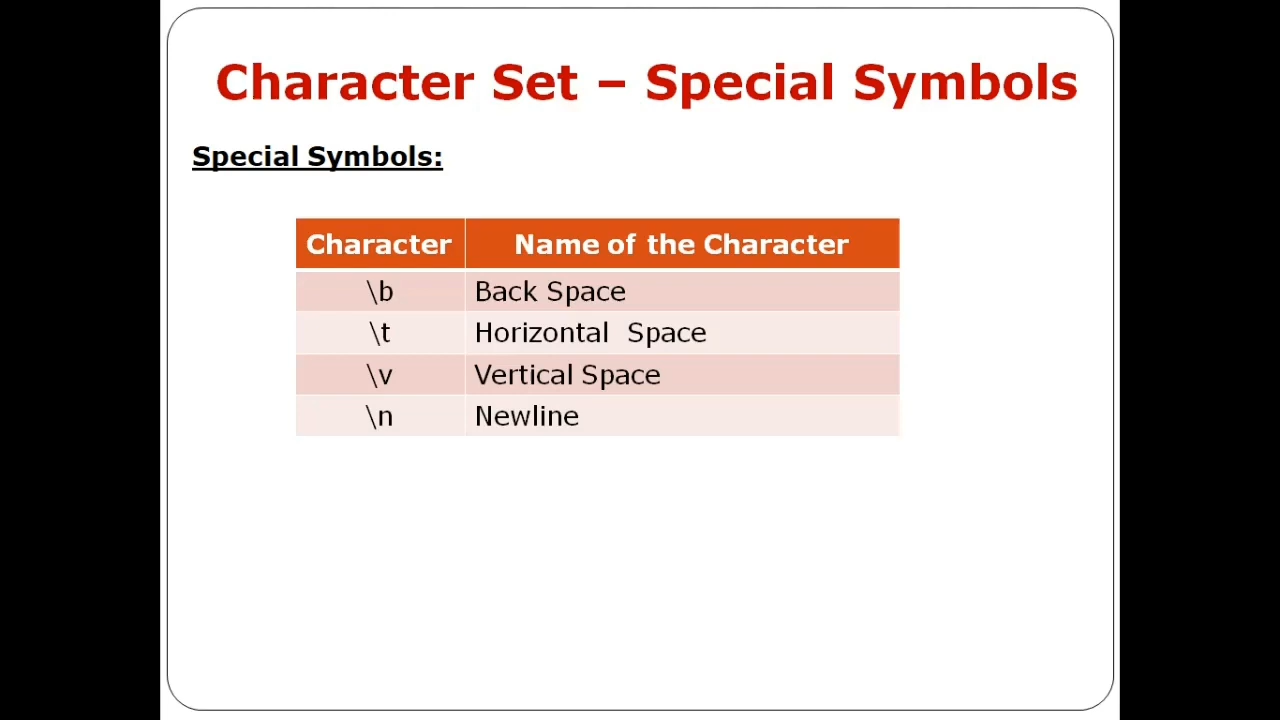 Character Set – Special Symbols
Special Symbols:
Character Name of the Character
\b Back Space
\t Horizontal  Space
\v Vertical Space
\n Newline